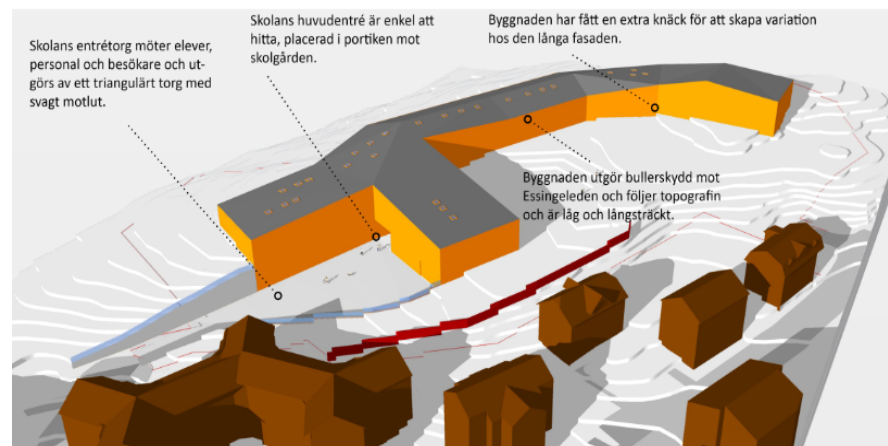 Skolans entrétorg möter elever,
personal och besökare och ut-
görs av ett triangulärt torg med
svagt motlut.
Skolans huvudentré är enkel att
hitta, placerad i portiken mot
skolgården.
Byggnaden har fått en extra knäck för att skapa variation
hos den långa fasaden.
Byggnaden utgör bullerskydd mot
Essingeleden och följer topografin
och är låg och långsträckt.